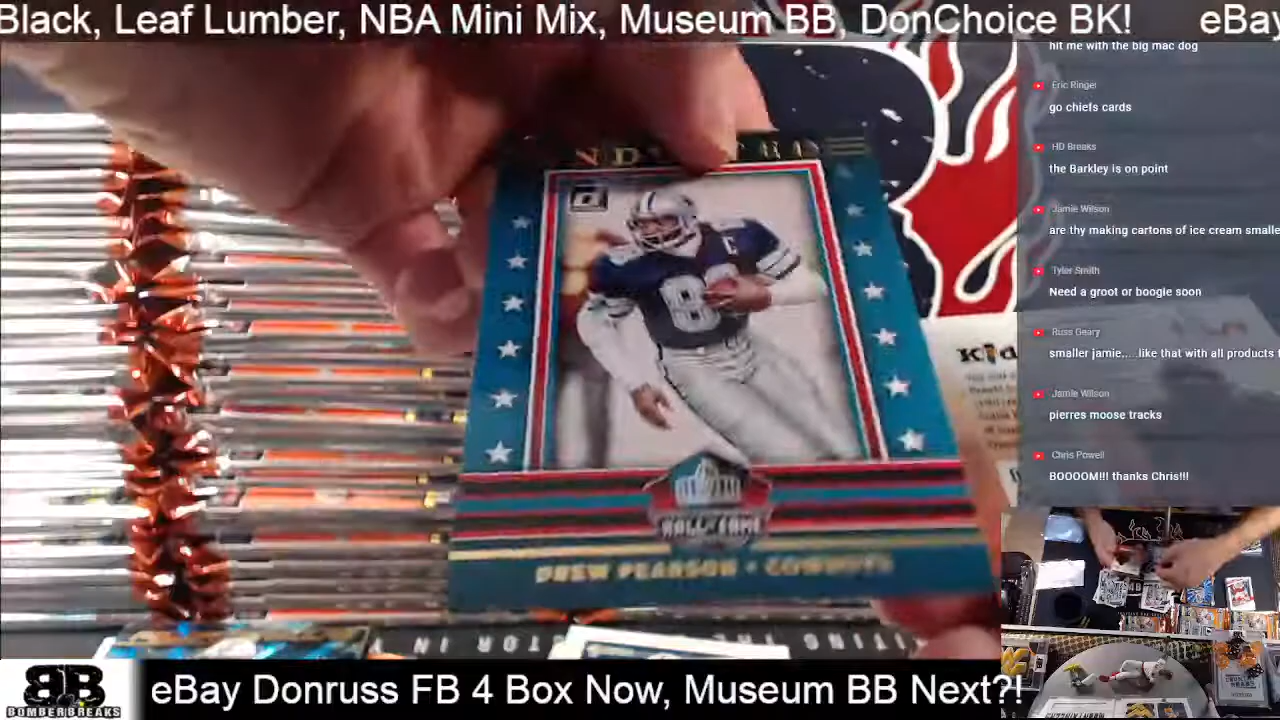 Black, Leaf Lumber, NBA Mini Mix, Museum BB, DonChoice BK! eBay
hit me with the big mac dog
Eric Ringer
go chiefs cards
HD Breaks
the Barkley is on point
Jamie Wilson
are thy making cartons of ice cream smalle
Tyler Smith
Need a groot or boogie soon
Russ Geary
smaller jamie.....like that with all products
Jamie Wilson
pierres moose tracks
Chris Powell
BOOOOM!!! thanks Chris!!!
C
8
HALL OF FAME
DREW PEARSON • COWBOYS
BB
BOMBERBREAKS
eBay Donruss FB 4 Box Now, Museum BB Next?!